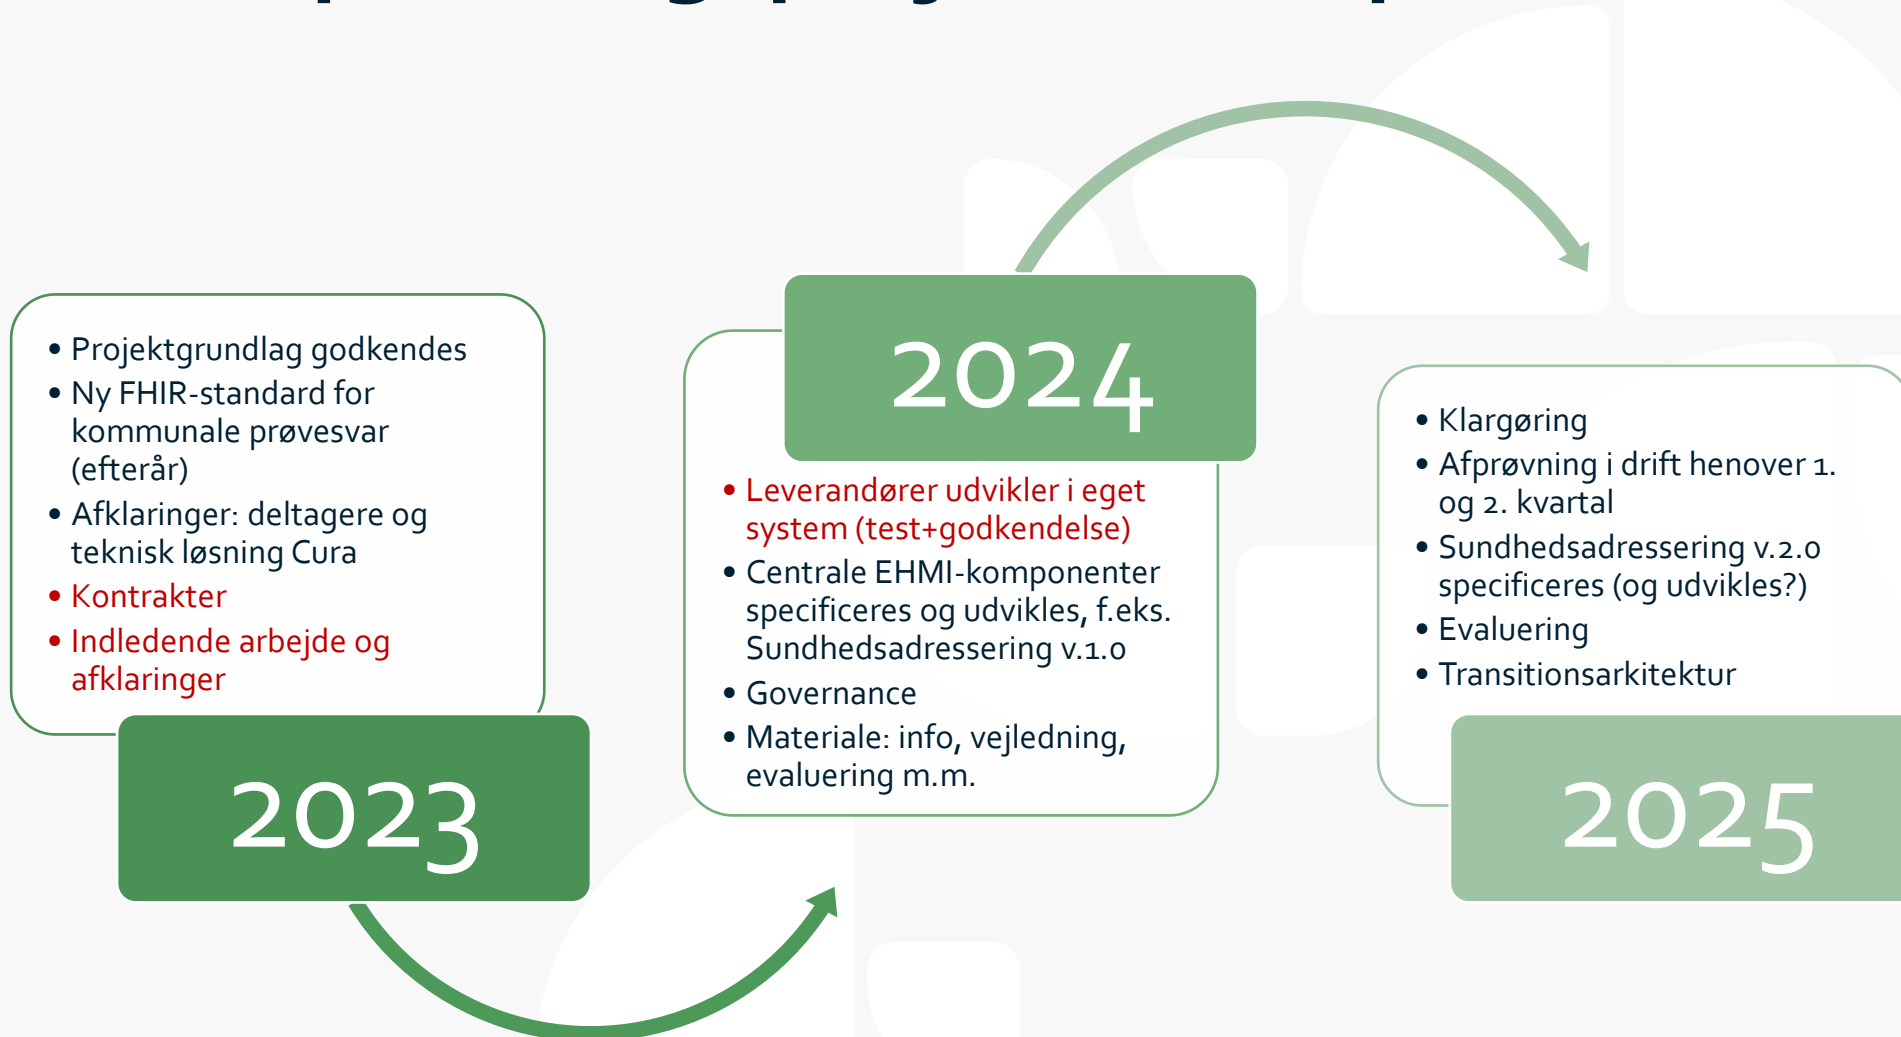 • Projektgrundlag godkendes
• Ny FHIR-standard for
kommunale prøvesvar
(efterår)
• Afklaringer: deltagere og
teknisk løsning Cura
• Kontrakter
• Indledende arbejde og
afklaringer
2023
2024
• Leverandører udvikler i eget
system (test+godkendelse)
• Centrale EHMI-komponenter
specificeres og udvikles, f.eks.
Sundhedsadressering v.1.0
• Governance
• Materiale: info, vejledning,
evaluering m.m.
• Klargøring
• Afprøvning i drift henover 1.
og 2. kvartal
• Sundhedsadressering v.2.0
specificeres (og udvikles?)
• Evaluering
• Transitionsarkitektur
2025